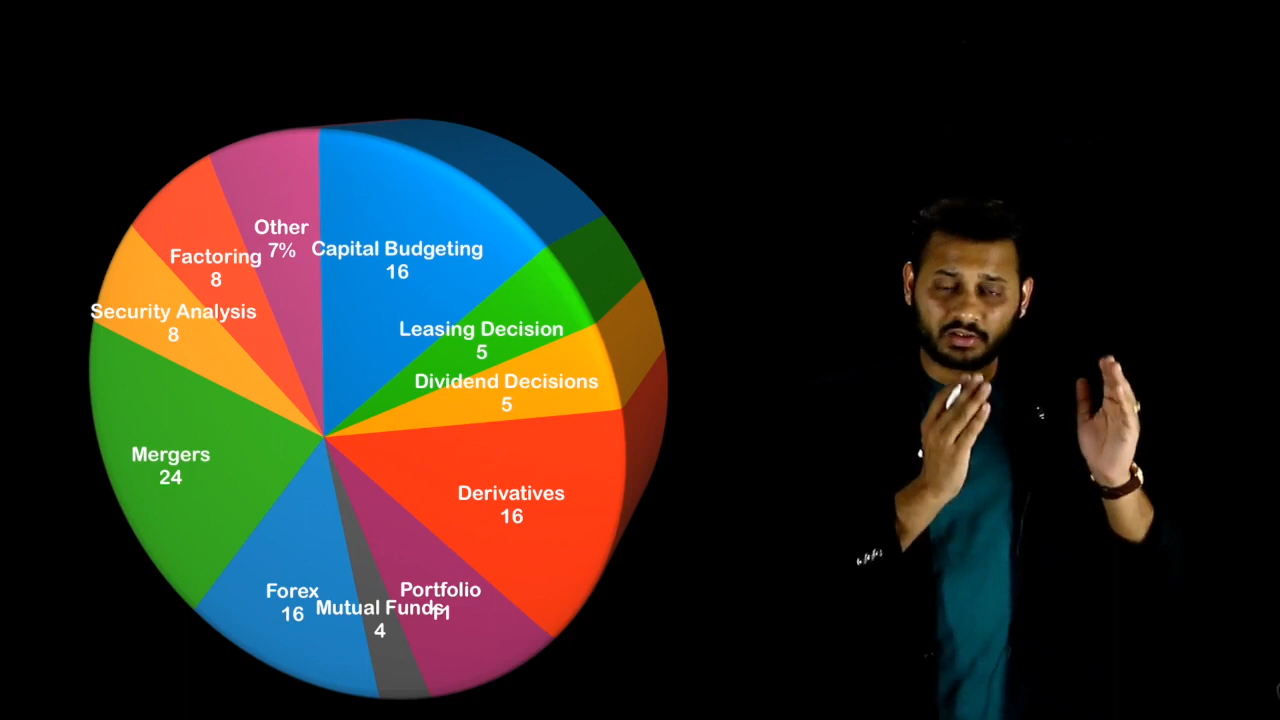 Other
7%
Capital Budgeting
16
Factoring
8
Security Analysis
8
Leasing Decision
5
Dividend Decisions
5
Mergers
24
Derivatives
16
Forex
16
Mutual Funds
4
Portfolio
11